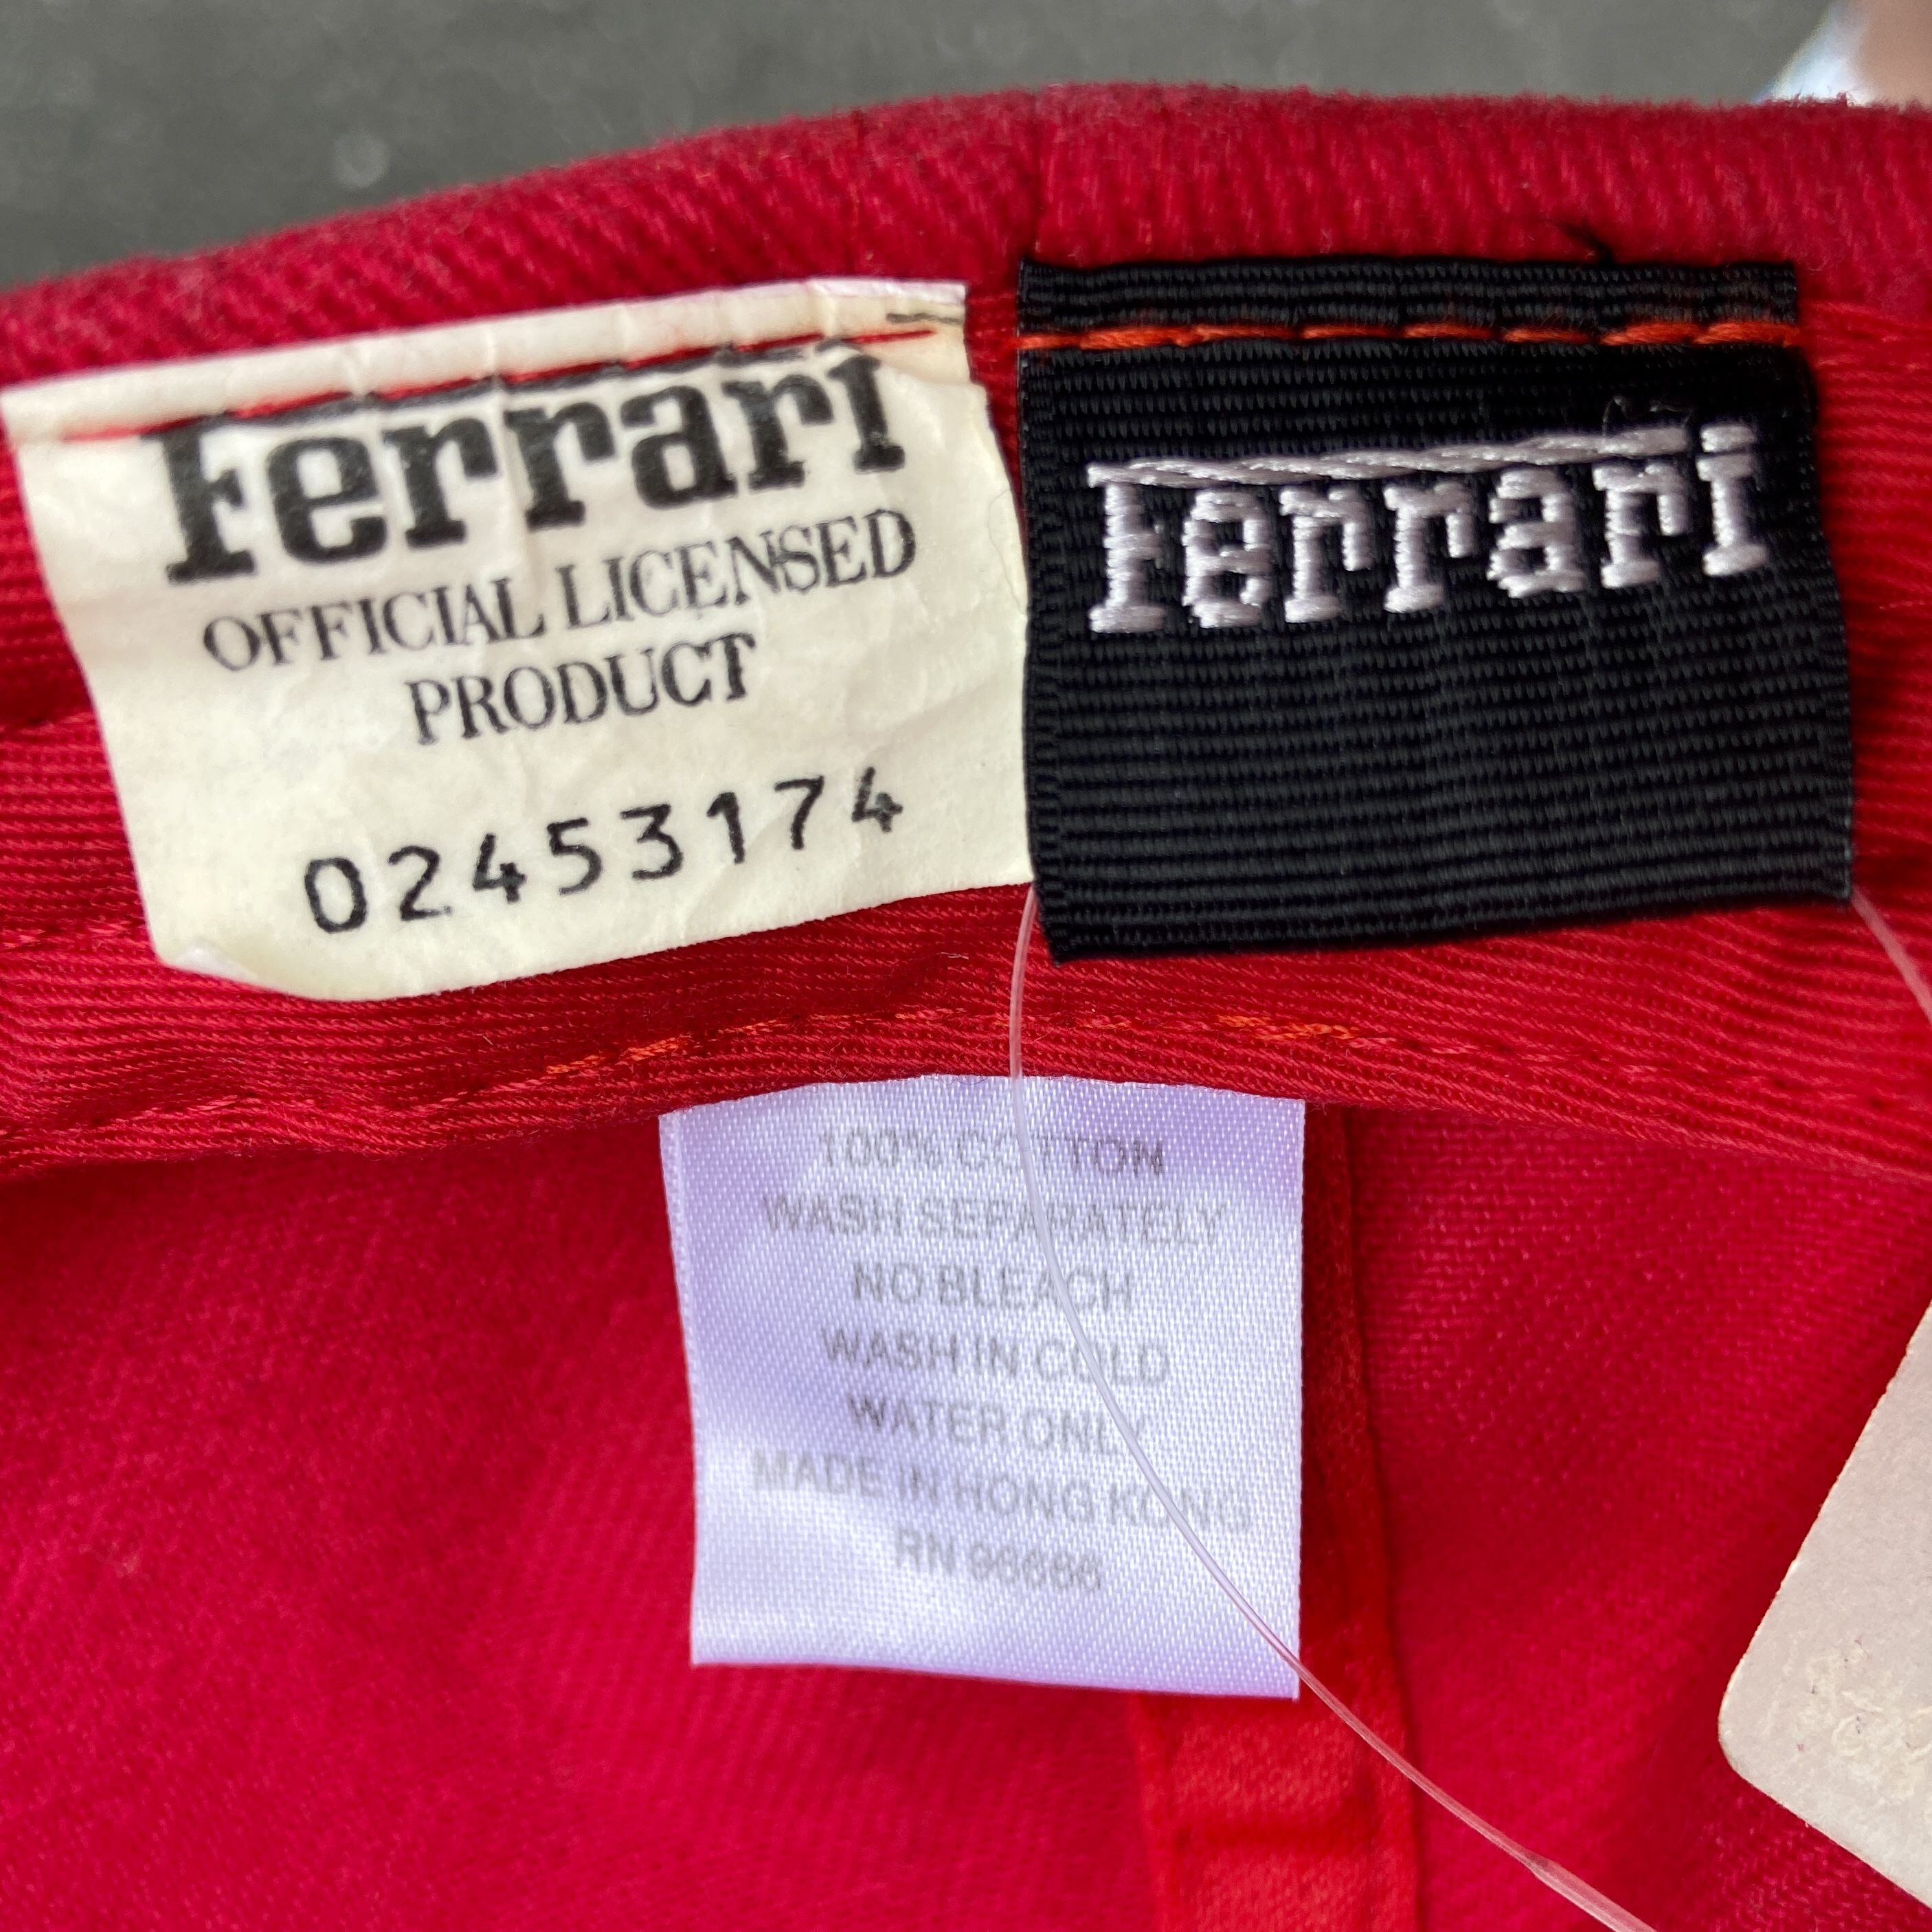 Ferrari
OFFICIAL LICENSED
PRODUCT
02453174
Ferrari
100% COTTON
WASH SEPARATELY
NO BLEACH
WASH IN COLD
WATER ONLY
MADE IN HONG KONG
RN